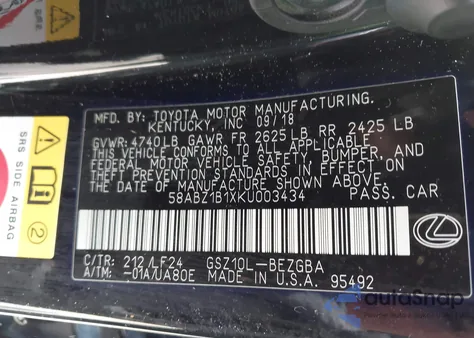 MFD. BY: TOYOTA MOTOR MANUFACTURING,
KENTUCKY, INC 09/18
GVWR: 4740LB GAWR FR 2625 LB RR 2425 LB
THIS VEHICLE CONFORMS TO ALL APPLICABLE
FEDERAL MOTOR VEHICLE SAFETY, BUMPER, AND
THEFT PREVENTION STANDARDS IN EFFECT ON THE DATE
OF MANUFACTURE SHOWN ABOVE.
58ABZ1B1XKU003434 PASS. CAR
C/TR: 212/LF24 GSZ10L-BEZGBA
A/TM: -01A/UA80E MADE IN U.S.A. 95492
SRS SIDE AIRBAG
2
autoSnap